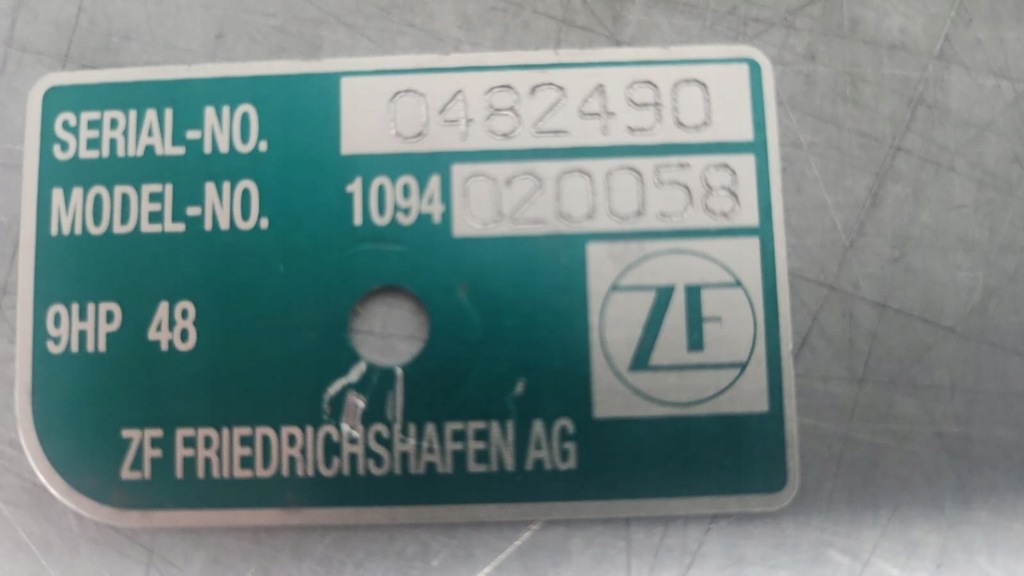 SERIAL-NO. 0482490
MODEL-NO. 1094 020058
9HP 48
ZF
ZF FRIEDRICHSHAFEN AG